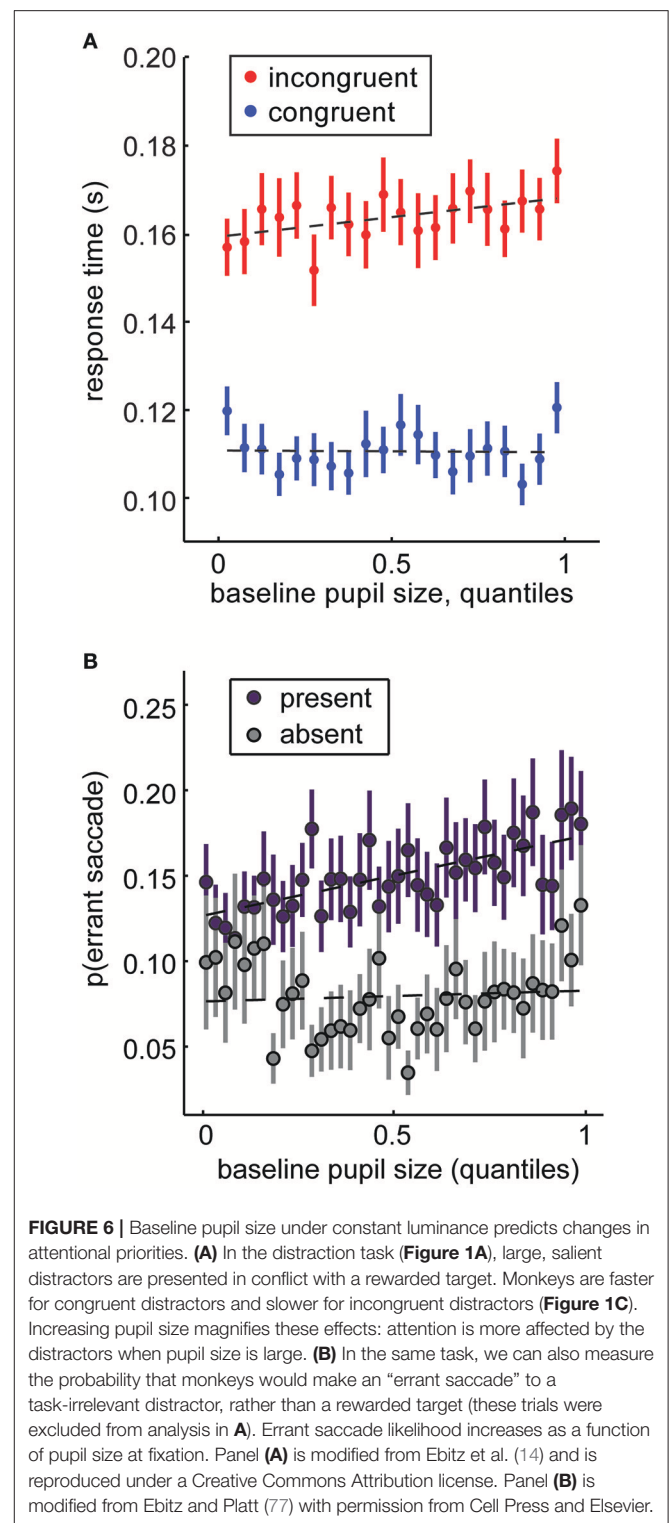 A
0.20
incongruent
congruent
0.18
0.16
0.14
0.12
0.10
response time (s)
0 0.5 1
baseline pupil size, quantiles
B
present
absent
0.25
0.20
0.15
0.10
0.05
p(errant saccade)
0 0.5 1
baseline pupil size (quantiles)
FIGURE 6 | Baseline pupil size under constant luminance predicts changes in
attentional priorities. (A) In the distraction task (Figure 1A), large, salient
distractors are presented in conflict with a rewarded target. Monkeys are faster
for congruent distractors and slower for incongruent distractors (Figure 1C).
Increasing pupil size magnifies these effects: attention is more affected by the
distractors when pupil size is large. (B) In the same task, we can also measure
the probability that monkeys would make an “errant saccade” to a
task-irrelevant distractor, rather than a rewarded target (these trials were
excluded from analysis in A). Errant saccade likelihood increases as a function
of pupil size at fixation. Panel (A) is modified from Ebitz et al. (14) and is
reproduced under a Creative Commons Attribution license. Panel (B) is
modified from Ebitz and Platt (77) with permission from Cell Press and Elsevier.